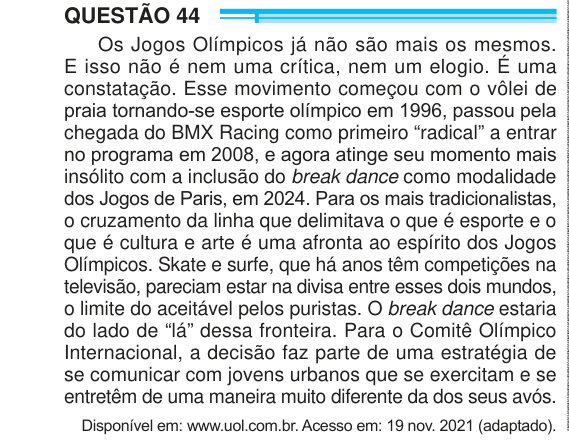 QUESTÃO 44
Os Jogos Olímpicos já não são mais os mesmos.
E isso não é nem uma crítica, nem um elogio. É uma
constatação. Esse movimento começou com o vôlei de
praia tornando-se esporte olímpico em 1996, passou pela
chegada do BMX Racing como primeiro “radical” a entrar
no programa em 2008, e agora atinge seu momento mais
insólito com a inclusão do break dance como modalidade
dos Jogos de Paris, em 2024. Para os mais tradicionalistas,
o cruzamento da linha que delimitava o que é esporte e o
que é cultura e arte é uma afronta ao espírito dos Jogos
Olímpicos. Skate e surfe, que há anos têm competições na
televisão, pareciam estar na divisa entre esses dois mundos,
o limite do aceitável pelos puristas. O break dance estaria
do lado de “lá” dessa fronteira. Para o Comitê Olímpico
Internacional, a decisão faz parte de uma estratégia de
se comunicar com jovens urbanos que se exercitam e se
entretêm de uma maneira muito diferente da dos seus avós.
Disponível em: www.uol.com.br. Acesso em: 19 nov. 2021 (adaptado).